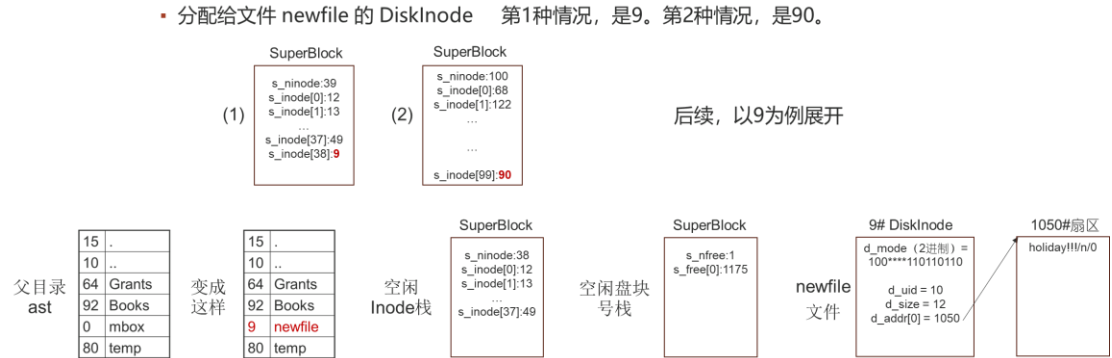 ▪ 分配给文件 newfile 的 DiskInode 第1种情况，是9。第2种情况，是90。
SuperBlock
(1)
s_ninode:39
s_inode[0]:12
s_inode[1]:13
…
s_inode[37]:49
s_inode[38]:9
SuperBlock
(2)
s_ninode:100
s_inode[0]:68
s_inode[1]:122
…
…
s_inode[99]:90
后续，以9为例展开
父目录
ast
15 .
10 ..
64 Grants
92 Books
0 mbox
80 temp
变成
这样
15 .
10 ..
64 Grants
92 Books
9 newfile
80 temp
空闲
Inode栈
SuperBlock
s_ninode:38
s_inode[0]:12
s_inode[1]:13
…
s_inode[37]:49
空闲盘块
号栈
SuperBlock
s_nfree:1
s_free[0]:1175
newfile
文件
9# DiskInode
d_mode（2进制）=
100****110110110
d_uid = 10
d_size = 12
d_addr[0] = 1050
1050#扇区
holiday!!!/n/0